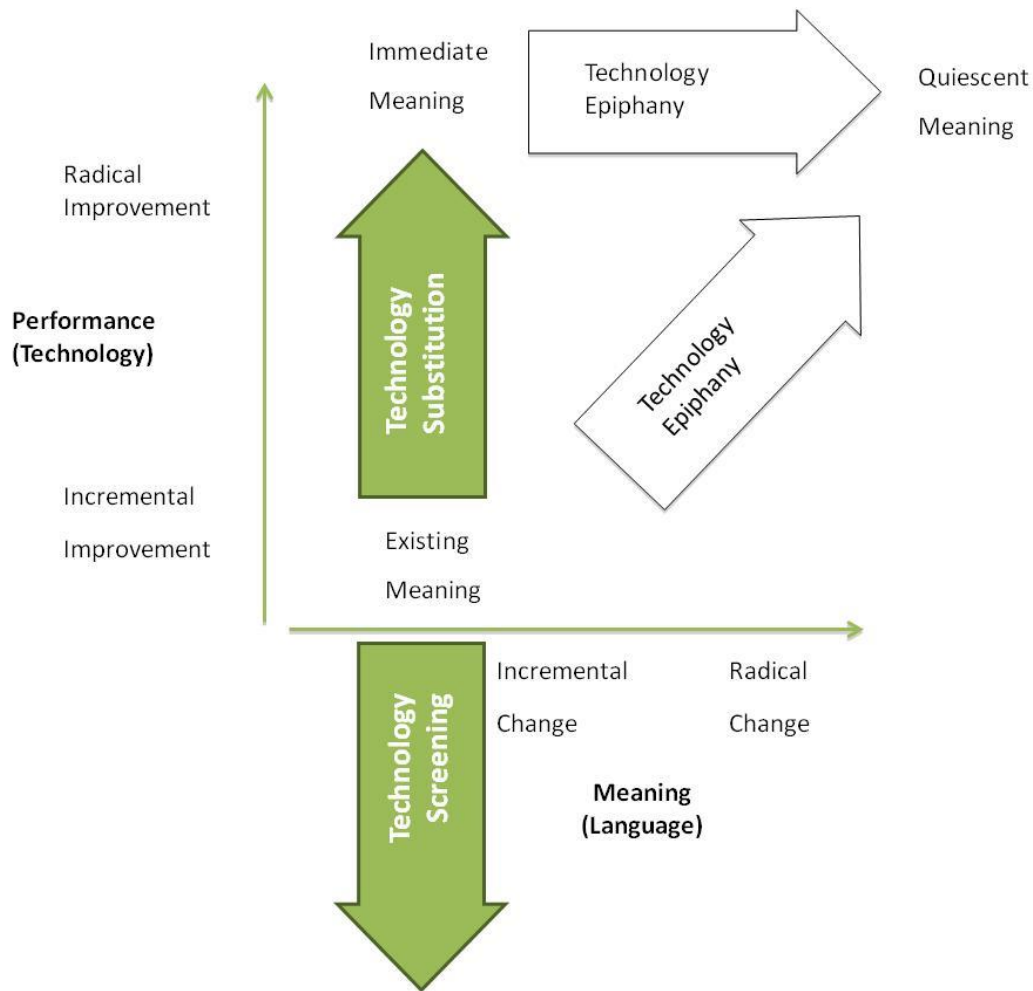 Immediate
Meaning
Technology
Epiphany
Quiescent
Meaning
Radical
Improvement
Technology
Substitution
Performance
(Technology)
Technology
Epiphany
Incremental
Improvement
Existing
Meaning
Technology
Screening
Incremental
Change
Radical
Change
Meaning
(Language)